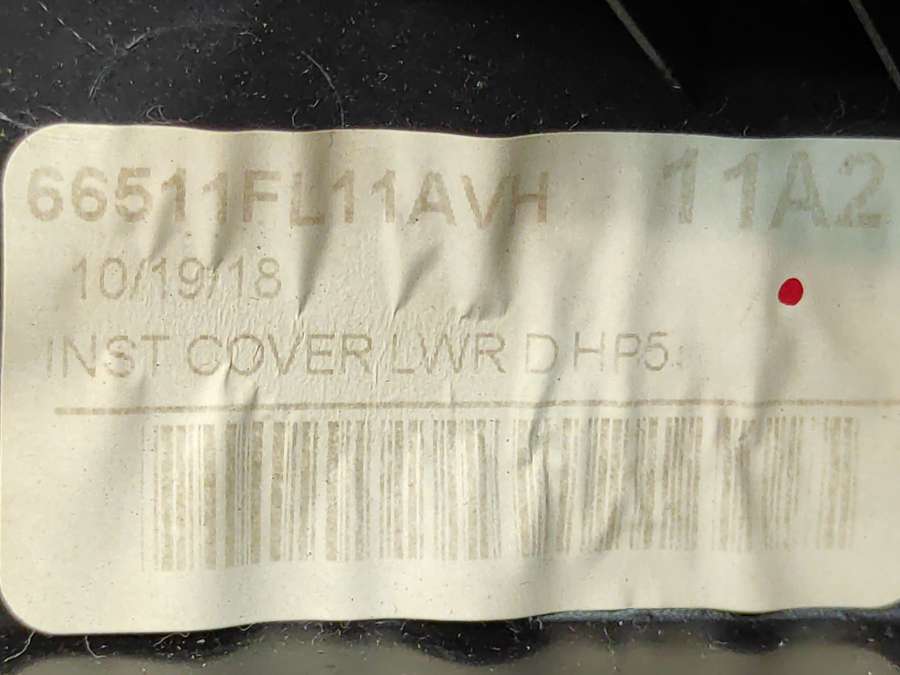 66511FL11AVH 11A2
10/19/18
INST COVER LWR D HP5